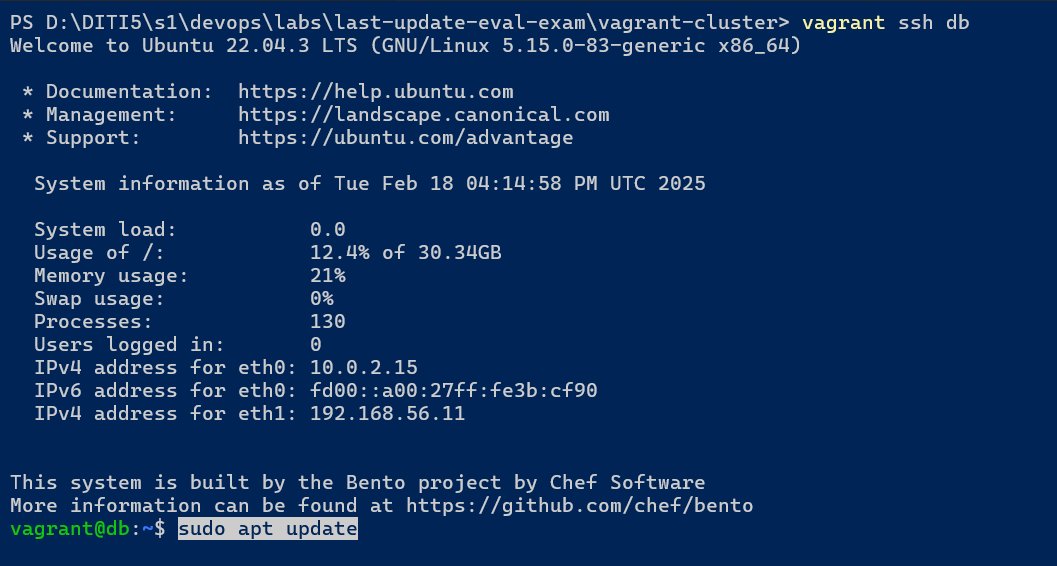 PS D:\DITI5\s1\devops\labs\last-update-eval-exam\vagrant-cluster> vagrant ssh db
Welcome to Ubuntu 22.04.3 LTS (GNU/Linux 5.15.0-83-generic x86_64)

 * Documentation:  https://help.ubuntu.com
 * Management:     https://landscape.canonical.com
 * Support:        https://ubuntu.com/advantage

  System information as of Tue Feb 18 04:14:58 PM UTC 2025

  System load:           0.0
  Usage of /:            12.4% of 30.34GB
  Memory usage:          21%
  Swap usage:            0%
  Processes:             130
  Users logged in:       0
  IPv4 address for eth0: 10.0.2.15
  IPv6 address for eth0: fd00::a00:27ff:fe3b:cf90
  IPv4 address for eth1: 192.168.56.11

This system is built by the Bento project by Chef Software
More information can be found at https://github.com/chef/bento
vagrant@db:~$ sudo apt update